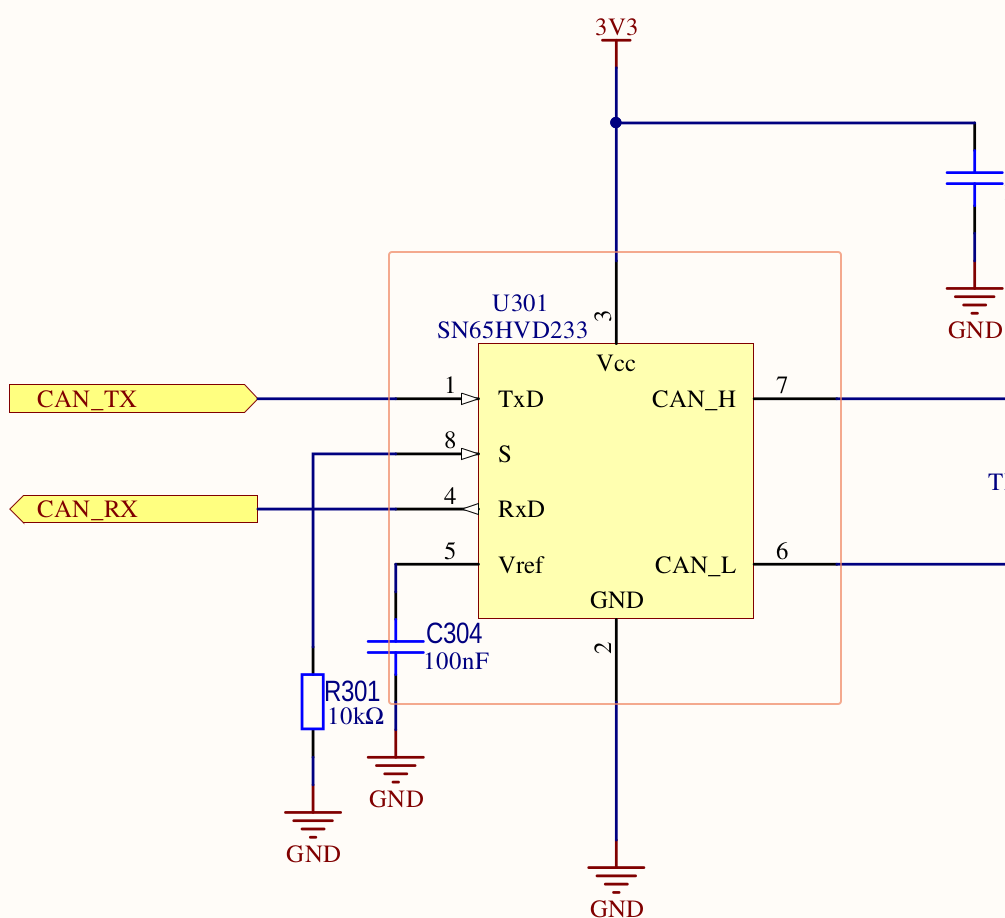 3V3
GND
U301
SN65HVD233
3
Vcc
CAN_TX
1
TxD
CAN_H
7
8
S
CAN_RX
4
RxD
5
Vref
CAN_L
6
GND
2
C304
100nF
R301
10kΩ
GND
GND
GND